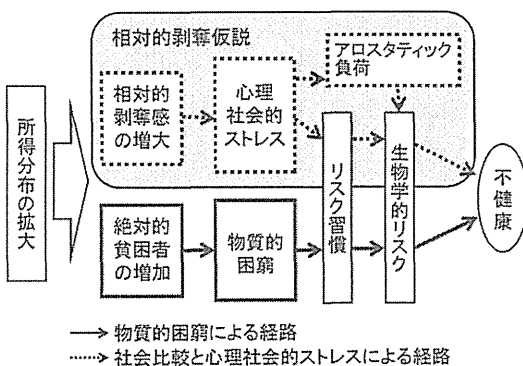 相対的剥奪仮説
アロスタティック
負荷
相対的
剥奪感
の増大
心理
社会的
ストレス
所得分布の拡大
リスク習慣
生物学的リスク
不健康
絶対的
貧困者
の増加
物質的
困窮
物質的困窮による経路
社会比較と心理社会的ストレスによる経路